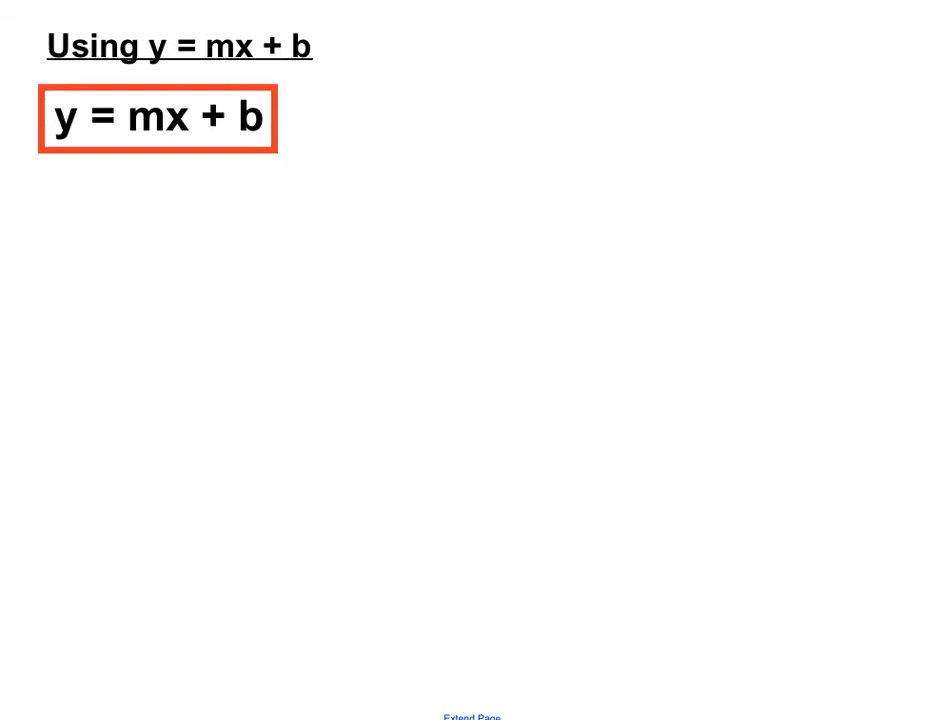 Using y = mx + b
y = mx + b
Extend Page